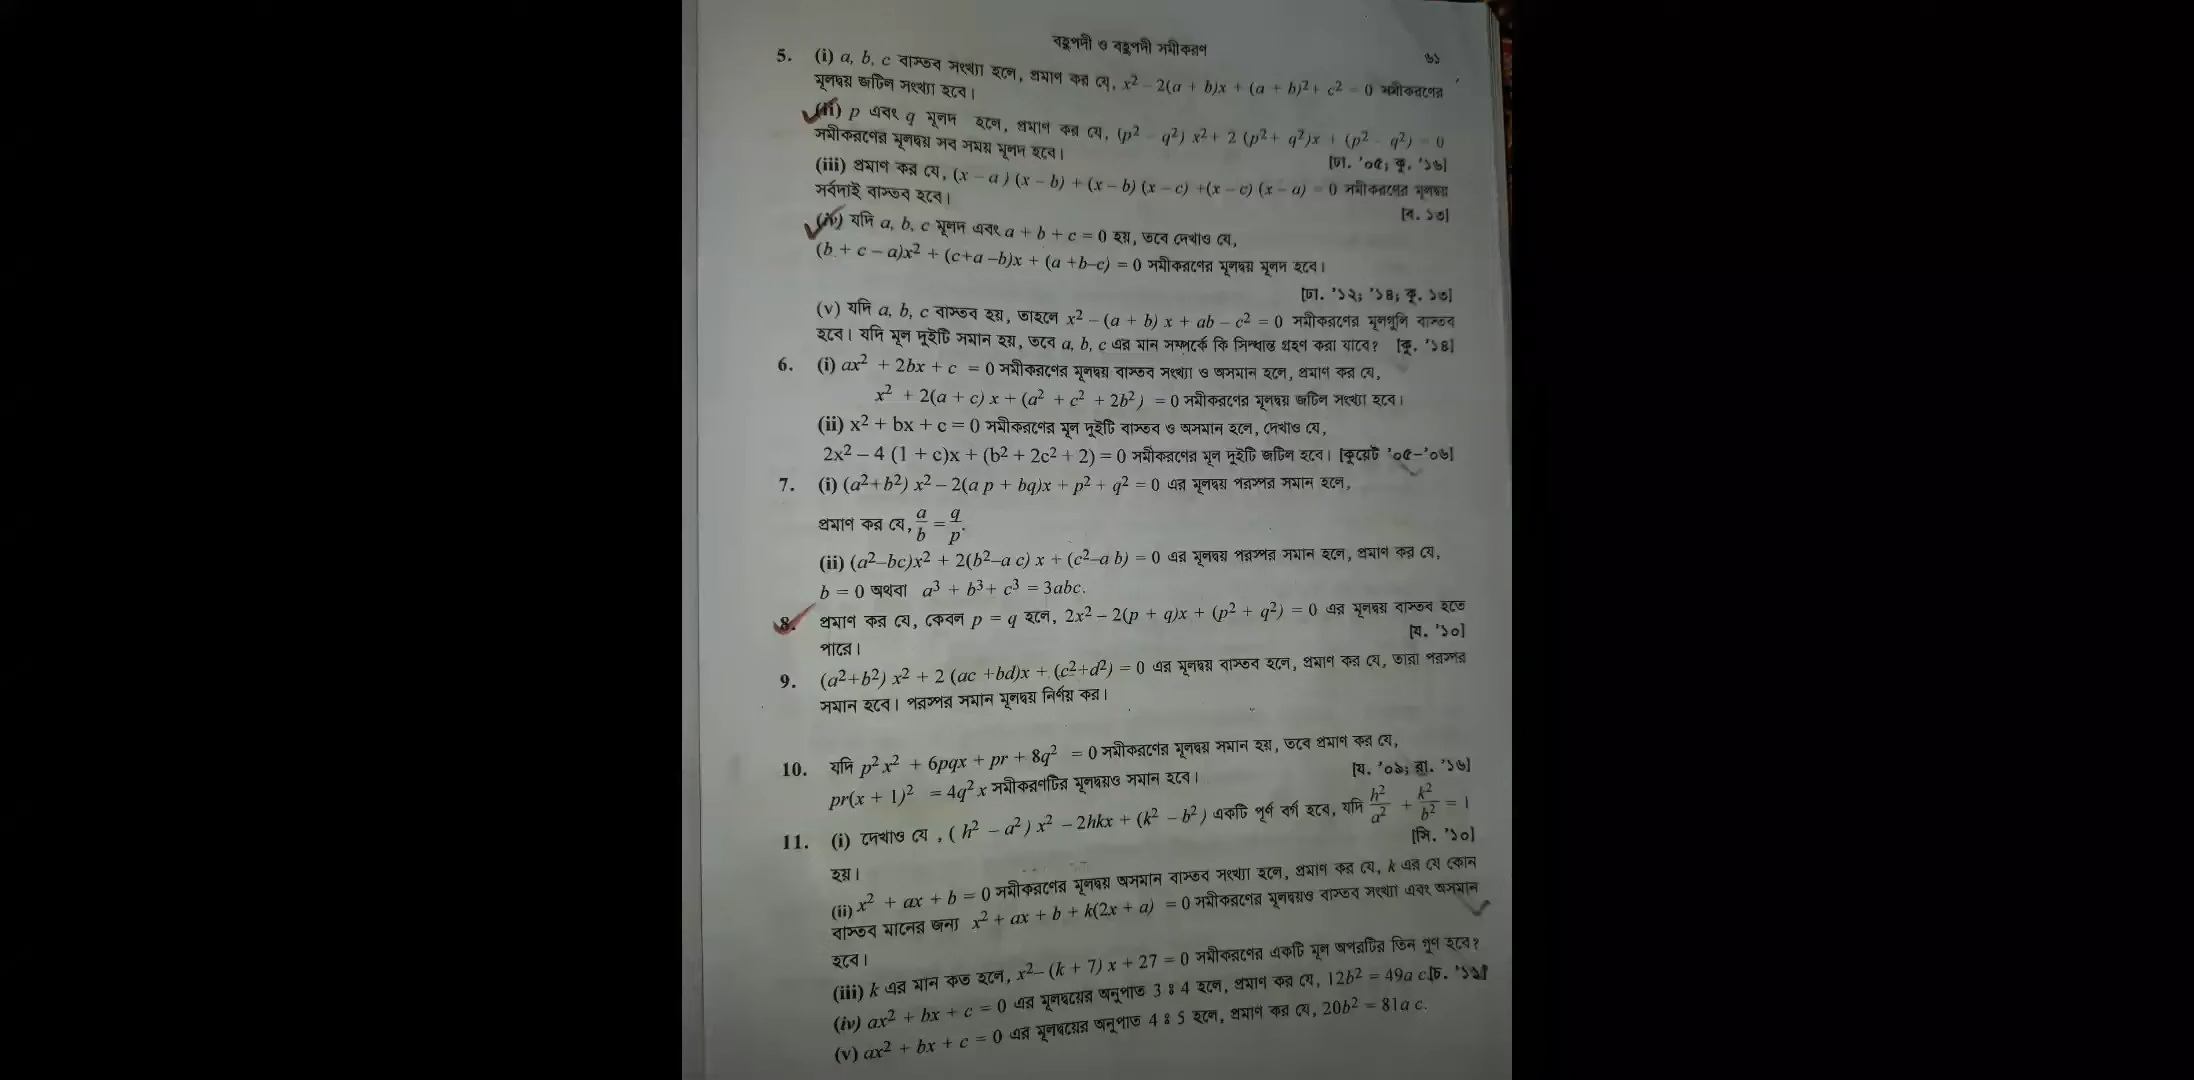 বহুপদী ও বহুপদী সমীকরণ ৬১
5. (i) a, b, c বাস্তব সংখ্যা হলে, প্রমাণ কর যে, x² – 2(a + b)x + (a + b)² + c² = 0 সমীকরণের
মূলদ্বয় জটিল সংখ্যা হবে।
(ii) p এবং q মূলদ হলে, প্রমাণ কর যে, (p² – q²) x² + 2 (p² + q²)x + (p² – q²) = 0
সমীকরণের মূলদ্বয় সব সময় মূলদ হবে। [ঢা. '০৫; কু. '১৬]
(iii) প্রমাণ কর যে, (x – a) (x – b) + (x – b) (x – c) + (x – c) (x – a) = 0 সমীকরণের মূলদ্বয়
সর্বদাই বাস্তব হবে। [ব. ১৩]
(iv) যদি a, b, c মূলদ এবং a + b + c = 0 হয়, তবে দেখাও যে,
(b + c – a)x² + (c+a –b)x + (a +b–c) = 0 সমীকরণের মূলদ্বয় মূলদ হবে।
[ঢা. '১২; '১৪; কু. ১৩]
(v) যদি a, b, c বাস্তব হয়, তাহলে x² – (a + b) x + ab – c² = 0 সমীকরণের মূলগুলি বাস্তব
হবে। যদি মূল দুইটি সমান হয়, তবে a, b, c এর মান সম্পর্কে কি সিদ্ধান্ত গ্রহণ করা যাবে? [কু. '১৪]
6. (i) ax² + 2bx + c = 0 সমীকরণের মূলদ্বয় বাস্তব সংখ্যা ও অসমান হলে, প্রমাণ কর যে,
x² + 2(a + c) x + (a² + c² + 2b²) = 0 সমীকরণের মূলদ্বয় জটিল সংখ্যা হবে।
(ii) x² + bx + c = 0 সমীকরণের মূল দুইটি বাস্তব ও অসমান হলে, দেখাও যে,
2x² – 4 (1 + c)x + (b² + 2c² + 2) = 0 সমীকরণের মূল দুইটি জটিল হবে। [কুয়েট '০৫–'০৬]
7. (i) (a²+b²) x² – 2(a p + bq)x + p² + q² = 0 এর মূলদ্বয় পরস্পর সমান হলে,
প্রমাণ কর যে, a/b = q/p.
(ii) (a²–bc)x² + 2(b²–a c) x + (c²–a b) = 0 এর মূলদ্বয় পরস্পর সমান হলে, প্রমাণ কর যে,
b = 0 অথবা a³ + b³ + c³ = 3abc.
8. প্রমাণ কর যে, কেবল p = q হলে, 2x² – 2(p + q)x + (p² + q²) = 0 এর মূলদ্বয় বাস্তব হতে
পারে। [য. '১০]
9. (a²+b²) x² + 2 (ac +bd)x + (c²+d²) = 0 এর মূলদ্বয় বাস্তব হলে, প্রমাণ কর যে, তারা পরস্পর
সমান হবে। পরস্পর সমান মূলদ্বয় নির্ণয় কর।
10. যদি p²x² + 6pqx + pr + 8q² = 0 সমীকরণের মূলদ্বয় সমান হয়, তবে প্রমাণ কর যে,
pr(x + 1)² = 4q²x সমীকরণটির মূলদ্বয়ও সমান হবে। [য. '০৯; রা. '১৬]
11. (i) দেখাও যে, (h² – a²) x² – 2hkx + (k² – b²) একটি পূর্ণ বর্গ হবে, যদি h²/a² + k²/b² = 1
হয়। [সি. '১০]
(ii) x² + ax + b = 0 সমীকরণের মূলদ্বয় অসমান বাস্তব সংখ্যা হলে, প্রমাণ কর যে, k এর যে কোন
বাস্তব মানের জন্য x² + ax + b + k(2x + a) = 0 সমীকরণের মূলদ্বয়ও বাস্তব সংখ্যা এবং অসমান
হবে।
(iii) k এর মান কত হলে, x²– (k + 7) x + 27 = 0 সমীকরণের একটি মূল অপরটির তিন গুণ হবে?
(iv) ax² + bx + c = 0 এর মূলদ্বয়ের অনুপাত 3 ঃ 4 হলে, প্রমাণ কর যে, 12b² = 49a c.
(v) ax² + bx + c = 0 এর মূলদ্বয়ের অনুপাত 4 ঃ 5 হলে, প্রমাণ কর যে, 20b² = 81a c.